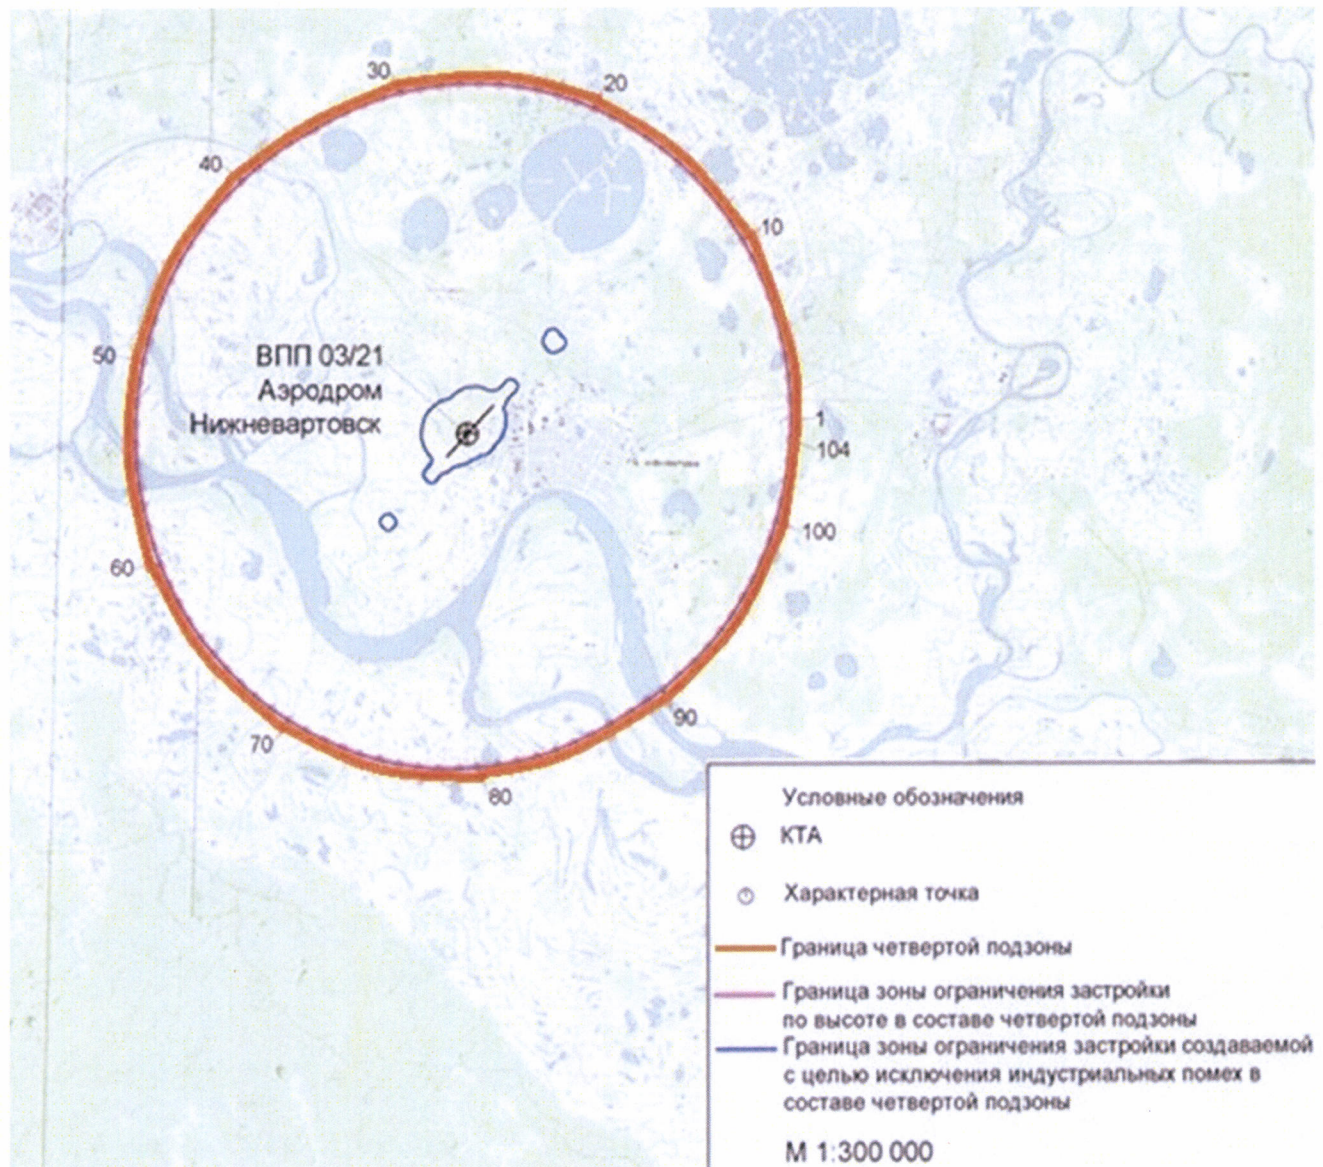 30
20
40
10
50
ВПП 03/21
Аэродром
Нижневартовск
1
104
100
60
90
70
80
Условные обозначения
КТА
Характерная точка
Граница четвертой подзоны
Граница зоны ограничения застройки
по высоте в составе четвертой подзоны
Граница зоны ограничения застройки создаваемой
с целью исключения индустриальных помех в
составе четвертой подзоны
М 1:300 000